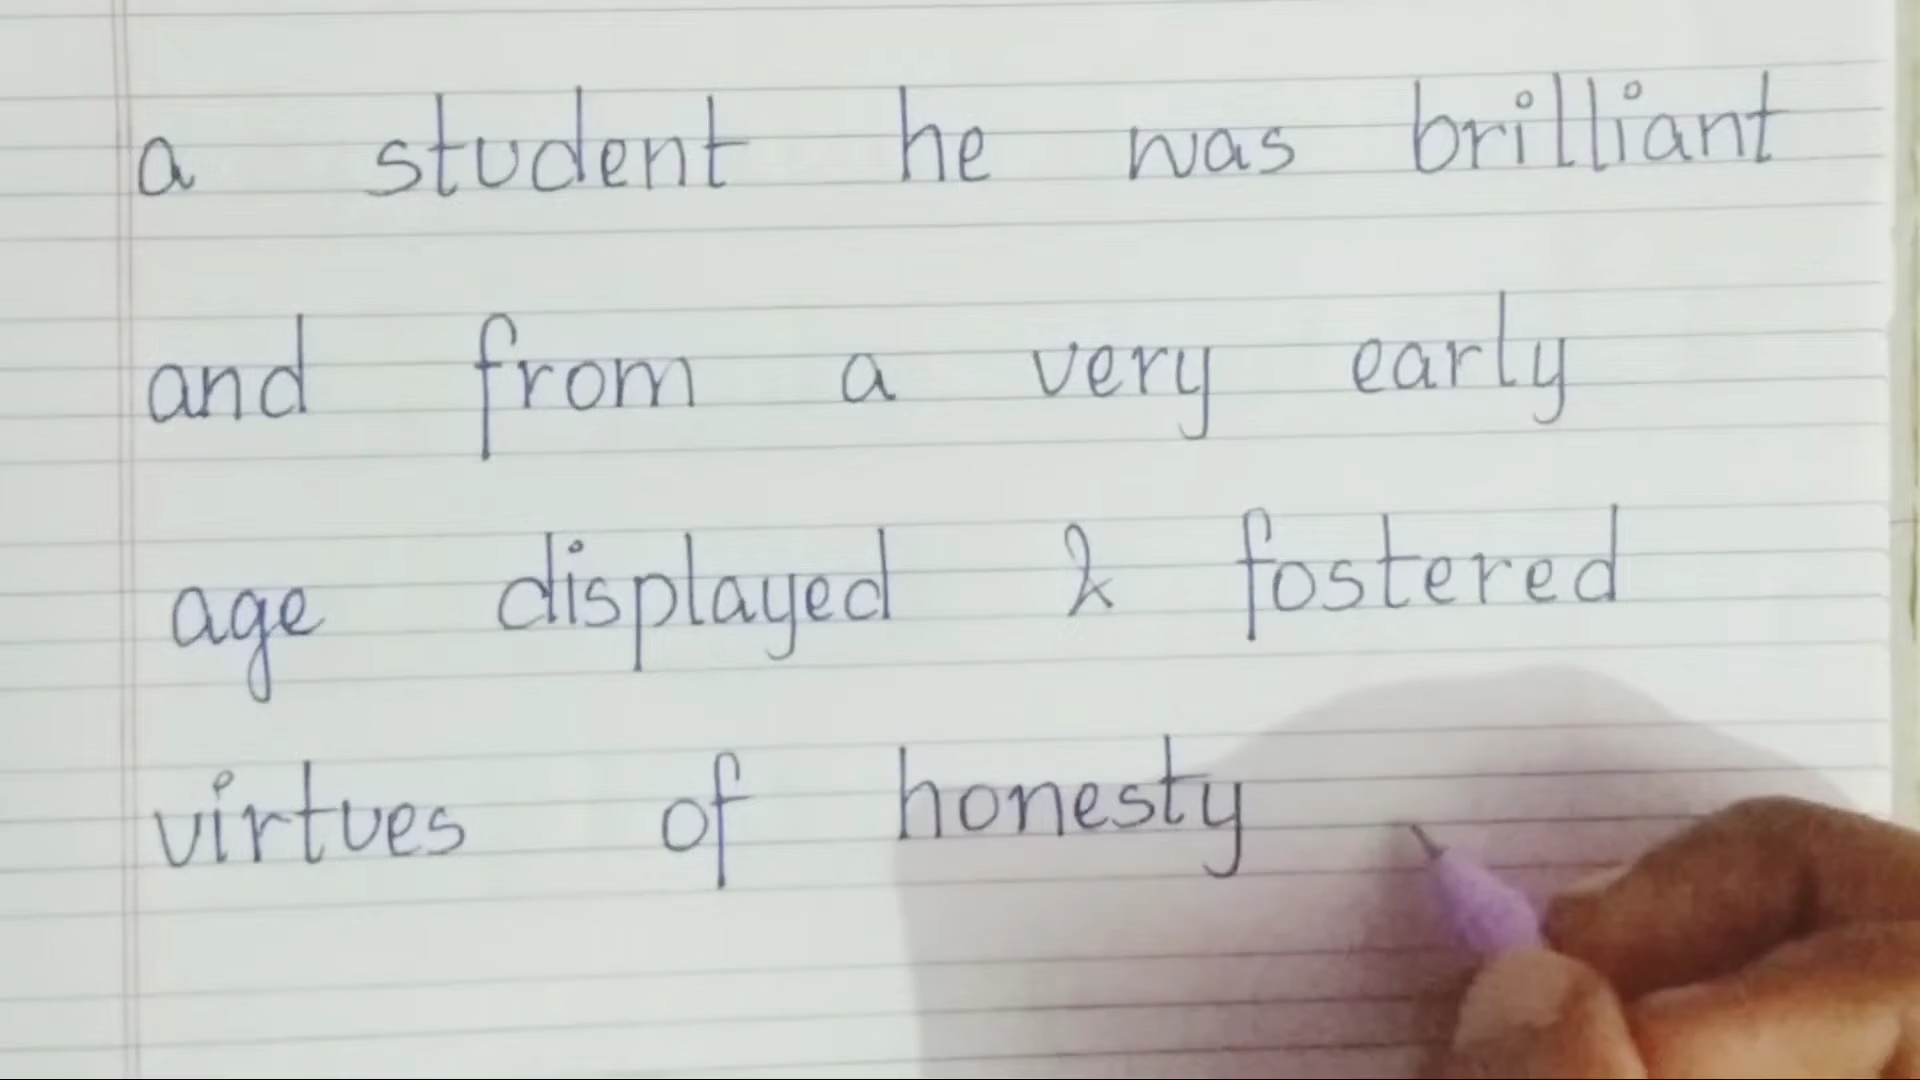 a student he was brilliant
and from a very early
age displayed & fostered
virtues of honesty